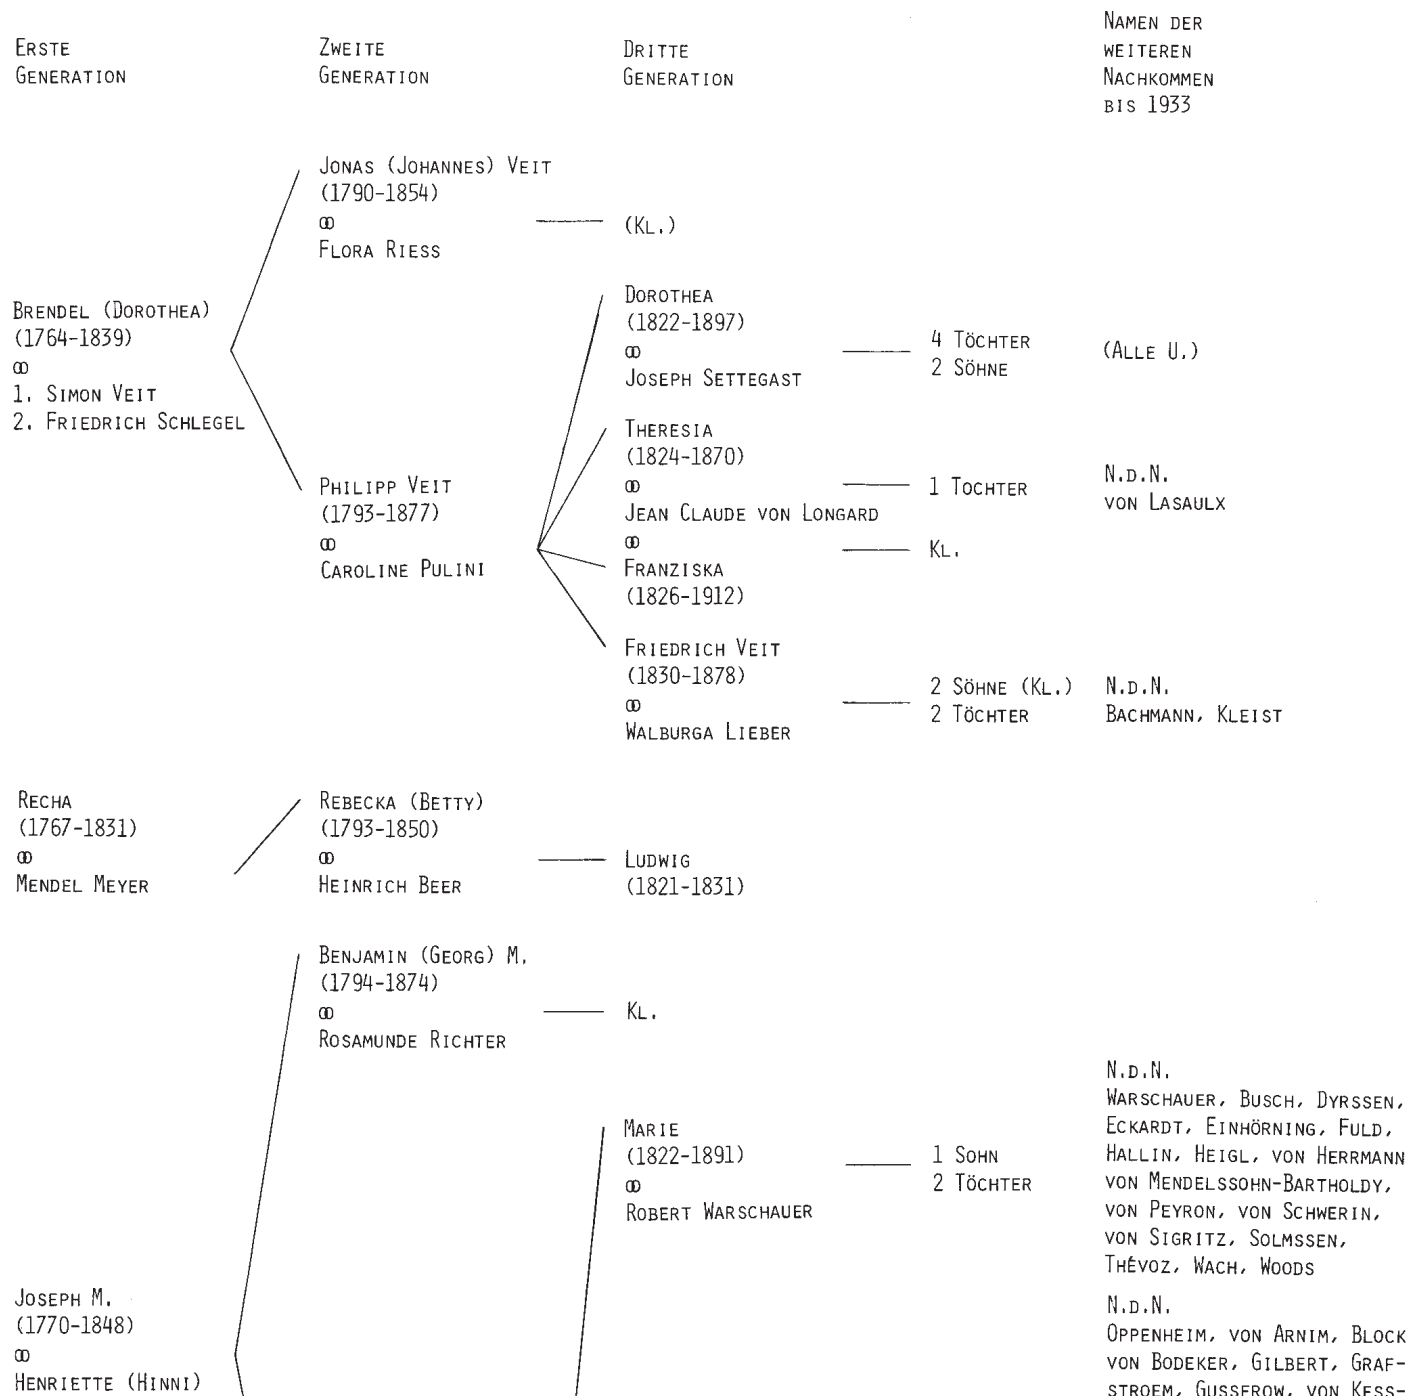 ERSTE
GENERATION
ZWEITE
GENERATION
DRITTE
GENERATION
NAMEN DER
WEITEREN
NACHKOMMEN
BIS 1933
BRENDEL (DOROTHEA)
(1764-1839)
∞
1. SIMON VEIT
2. FRIEDRICH SCHLEGEL
JONAS (JOHANNES) VEIT
(1790-1854)
∞
FLORA RIESS
(KL.)
PHILIPP VEIT
(1793-1877)
∞
CAROLINE PULINI
DOROTHEA
(1822-1897)
∞
JOSEPH SETTEGAST
4 TÖCHTER
2 SÖHNE
(ALLE U.)
THERESIA
(1824-1870)
∞
JEAN CLAUDE VON LONGARD
∞
FRANZISKA
(1826-1912)
1 TOCHTER
N.D.N.
VON LASAULX
KL.
FRIEDRICH VEIT
(1830-1878)
∞
WALBURGA LIEBER
2 SÖHNE (KL.)
2 TÖCHTER
N.D.N.
BACHMANN, KLEIST
RECHA
(1767-1831)
∞
MENDEL MEYER
REBECKA (BETTY)
(1793-1850)
∞
HEINRICH BEER
LUDWIG
(1821-1831)
JOSEPH M.
(1770-1848)
∞
HENRIETTE (HINNI)
BENJAMIN (GEORG) M.
(1794-1874)
∞
ROSAMUNDE RICHTER
KL.
MARIE
(1822-1891)
∞
ROBERT WARSCHAUER
1 SOHN
2 TÖCHTER
N.D.N.
WARSCHAUER, BUSCH, DYRSSEN,
ECKARDT, EINHÖRNING, FULD,
HALLIN, HEIGL, VON HERRMANN
VON MENDELSSOHN-BARTHOLDY,
VON PEYRON, VON SCHWERIN,
VON SIGRITZ, SOLMSSEN,
THÉVOZ, WACH, WOODS
N.D.N.
OPPENHEIM, VON ARNIM, BLOCK
VON BODEKER, GILBERT, GRAF-
STROEM, GUSSEROW, VON KESS-